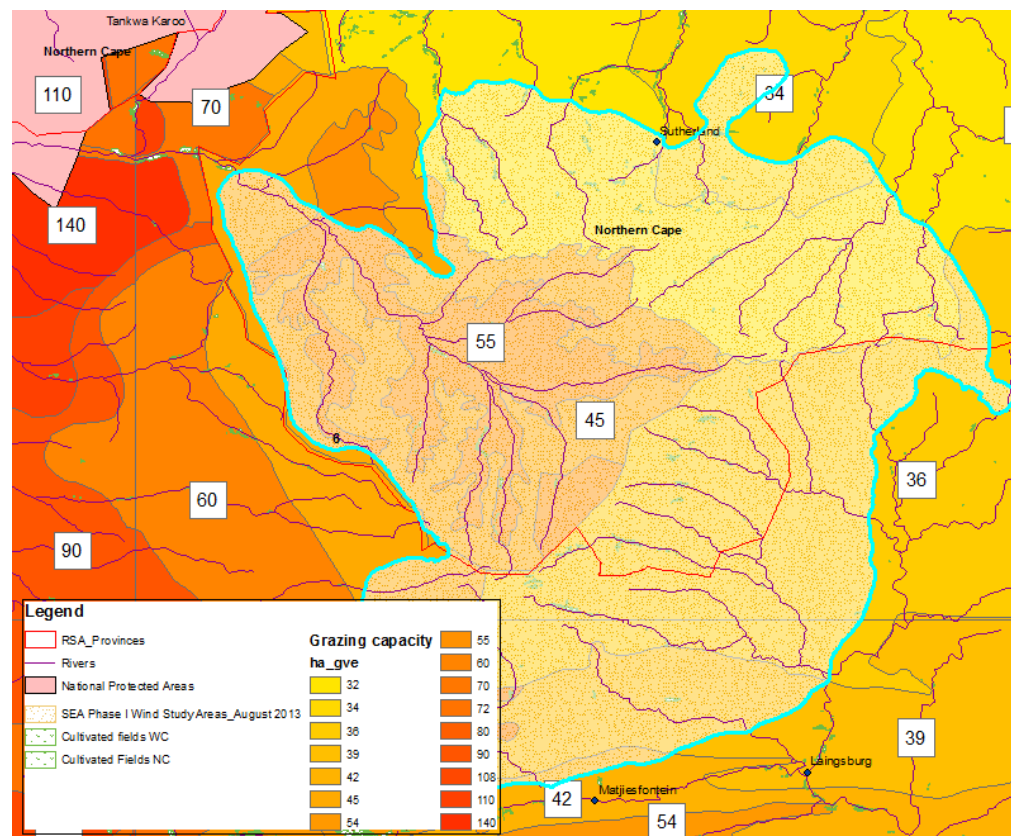 Tankwa Karoo
Northern Cape
110
70
34
Sutherland
140
Northern Cape
55
45
6
36
60
90
39
Laingsburg
42
Matjiesfontein
54
Legend
RSA_Provinces
Rivers
National Protected Areas
SEA Phase I Wind Study Areas_August 2013
Cultivated fields WC
Cultivated Fields NC
Grazing capacity
ha_gve
32
34
36
39
42
45
54
55
60
70
72
80
90
108
110
140